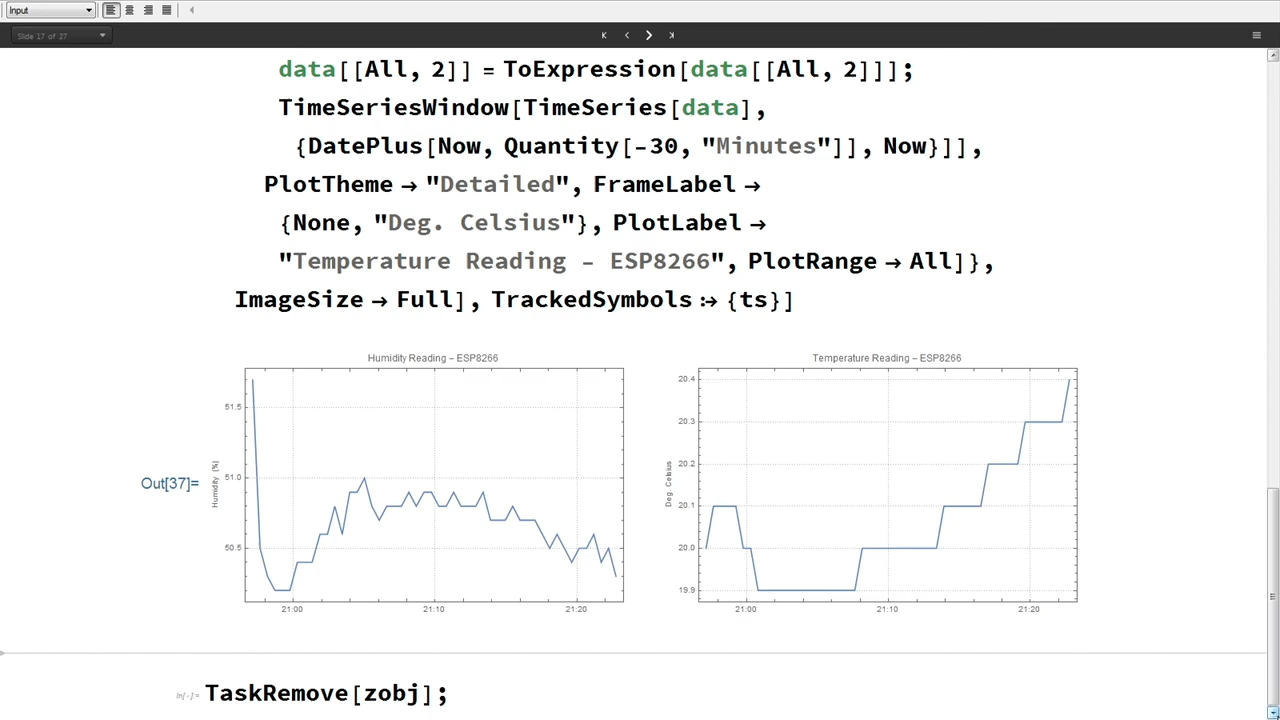 Input
Slide 17 of 27
data[[All, 2]] = ToExpression[data[[All, 2]]];
TimeSeriesWindow[TimeSeries[data],
{DatePlus[Now, Quantity[-30, "Minutes"]], Now}]],
PlotTheme → "Detailed", FrameLabel →
{None, "Deg. Celsius"}, PlotLabel →
"Temperature Reading – ESP8266", PlotRange → All]},
ImageSize → Full], TrackedSymbols :→ {ts}]
Out[37]=
Humidity Reading – ESP8266
Humidity (%)
51.5
51.0
50.5
21:00 21:10 21:20
Temperature Reading – ESP8266
Deg. Celsius
20.4
20.3
20.2
20.1
20.0
19.9
21:00 21:10 21:20
In[-]:= TaskRemove[zobj];